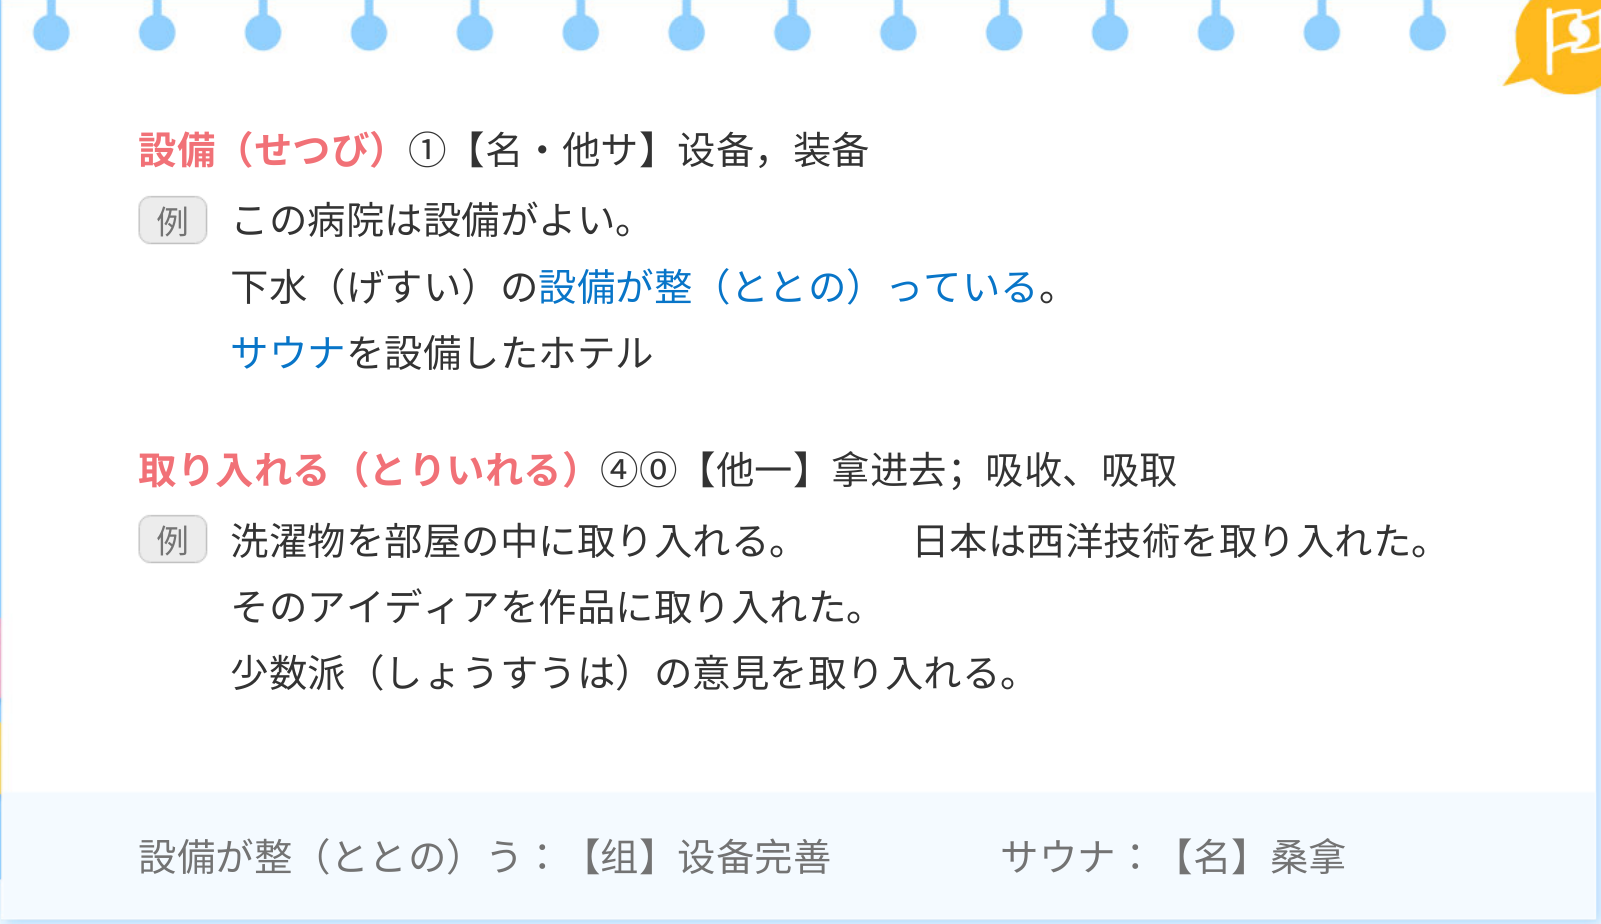 設備（せつび）①【名・他サ】设备，装备
例 この病院は設備がよい。
下水（げすい）の設備が整（ととの）っている。
サウナを設備したホテル
取り入れる（とりいれる）④⓪【他一】拿进去；吸收、吸取
例 洗濯物を部屋の中に取り入れる。 日本は西洋技術を取り入れた。
そのアイディアを作品に取り入れた。
少数派（しょうすうは）の意見を取り入れる。
設備が整（ととの）う：【组】设备完善 サウナ：【名】桑拿